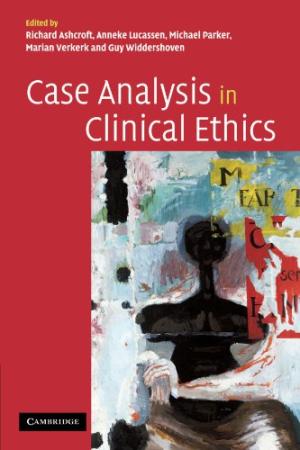 Edited by
Richard Ashcroft, Anneke Lucassen, Michael Parker,
Marian Verkerk and Guy Widdershoven
Case Analysis in
Clinical Ethics
M
CAMBRIDGE